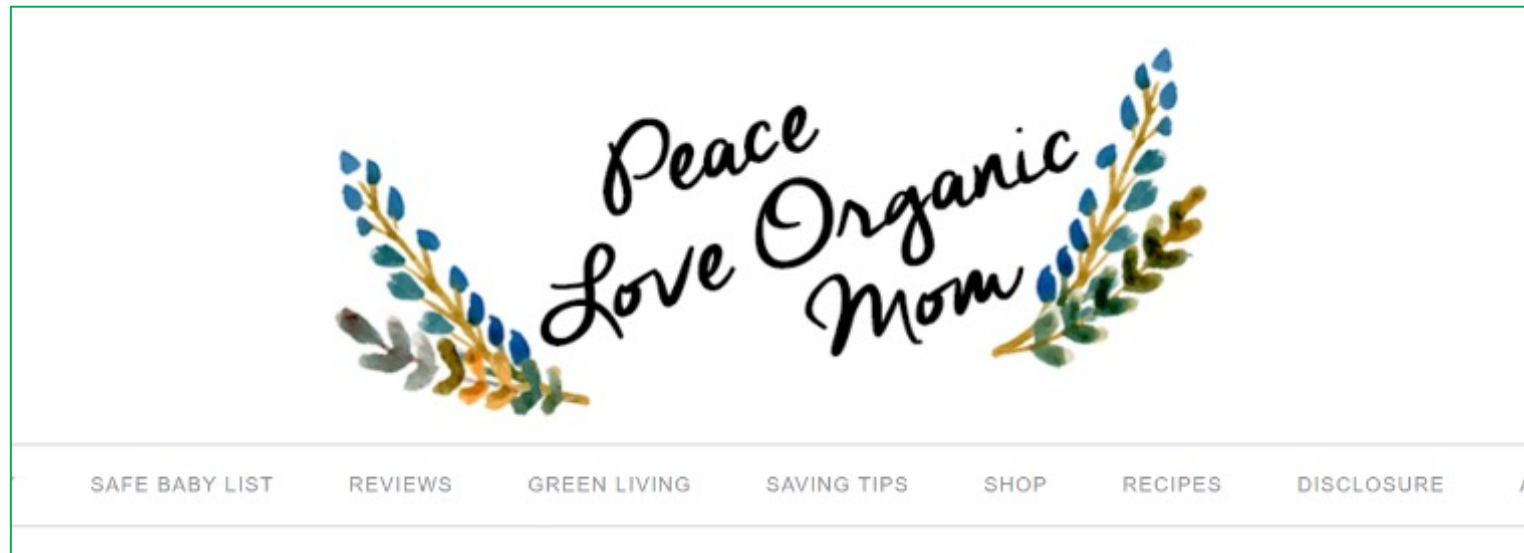 Peace
Love Organic
Mom
SAFE BABY LIST REVIEWS GREEN LIVING SAVING TIPS SHOP RECIPES DISCLOSURE